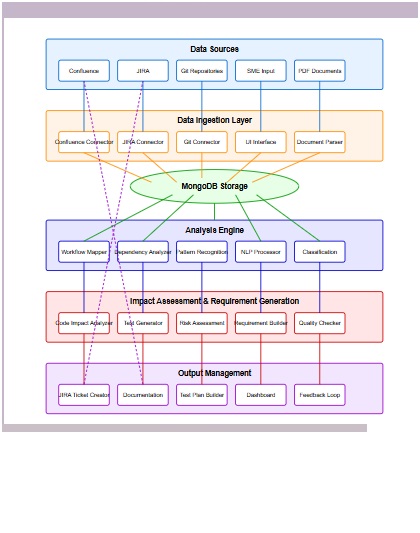 Data Sources
Confluence JIRA Git Repositories SME Input PDF Documents
Data Ingestion Layer
Confluence Connector JIRA Connector Git Connector UI Interface Document Parser
MongoDB Storage
Analysis Engine
Workflow Mapper Dependency Analyzer Pattern Recognition NLP Processor Classification
Impact Assessment & Requirement Generation
Code Impact Analyzer Test Generator Risk Assessment Requirement Builder Quality Checker
Output Management
JIRA Ticket Creator Documentation Test Plan Builder Dashboard Feedback Loop